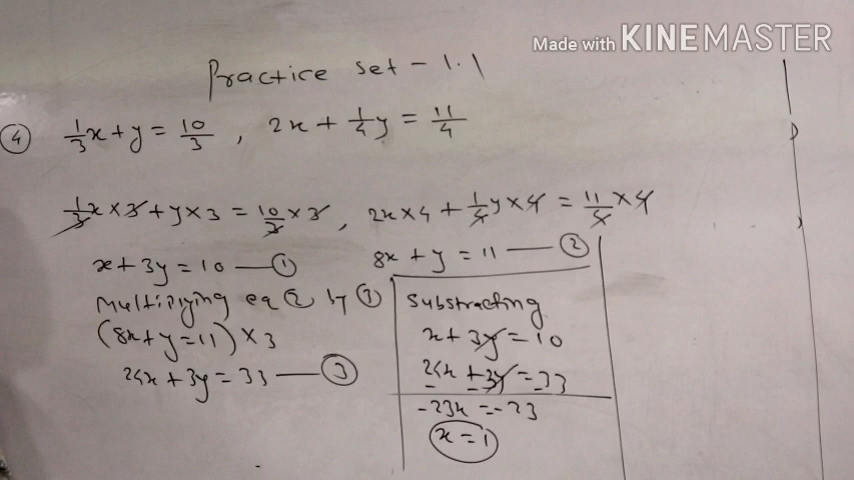 Made with KINEMASTER
Practice set - 1.1
④ 1/3x + y = 10/3 , 2x + 1/4y = 11/4
1/3x × 3 + y × 3 = 10/3 × 3 , 2x × 4 + 1/4y × 4 = 11/4 × 4
x + 3y = 10 — ①
8x + y = 11 — ②
Multiplying eq ② by
(8x + y = 11) × 3
24x + 3y = 33 — ③
Substracting
x + 3y = 10
24x + 3y = 33
- - -
-23x = -23
x = 1